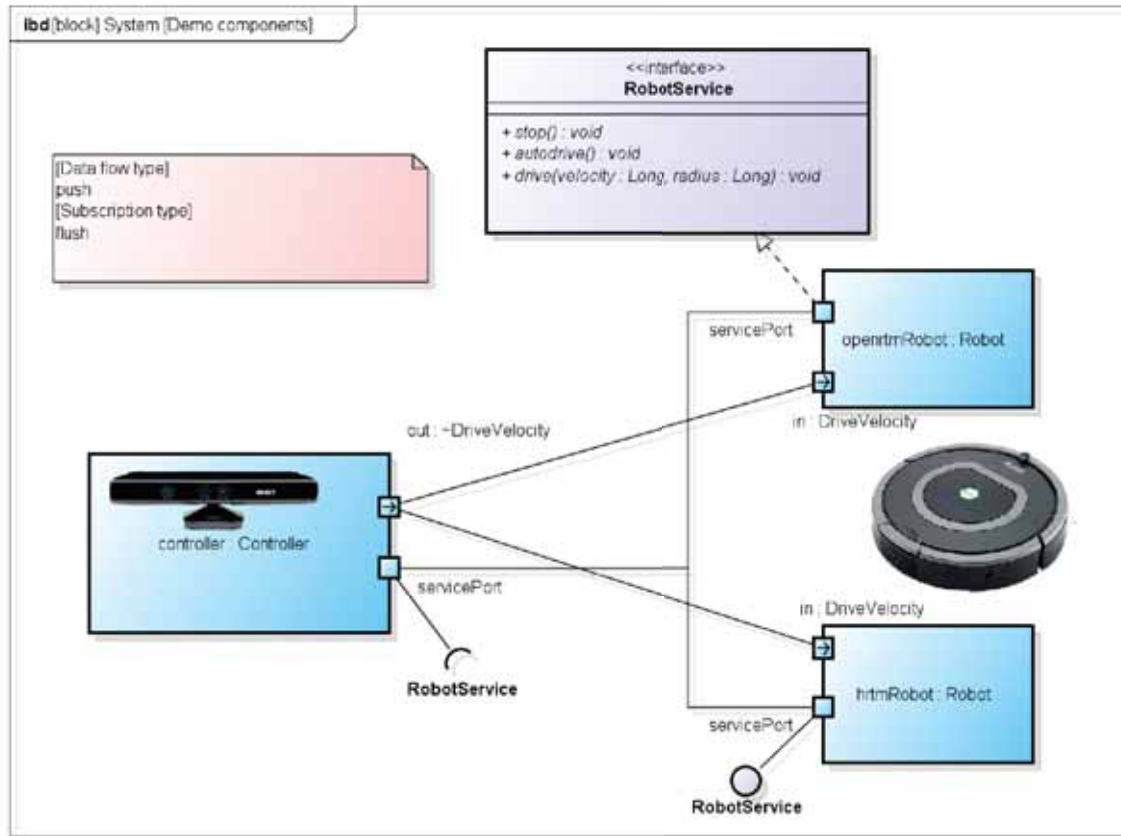 ibd [block] System [Demo components]
<<interface>>
RobotService
+ stop() : void
+ autodrive() : void
+ drive(velocity : Long, radius : Long) : void
[Data flow type]
push
[Subscription type]
flush
servicePort
openrtmRobot : Robot
in : DriveVelocity
out : ~DriveVelocity
controller : Controller
servicePort
RobotService
in : DriveVelocity
hrtmRobot : Robot
servicePort
RobotService